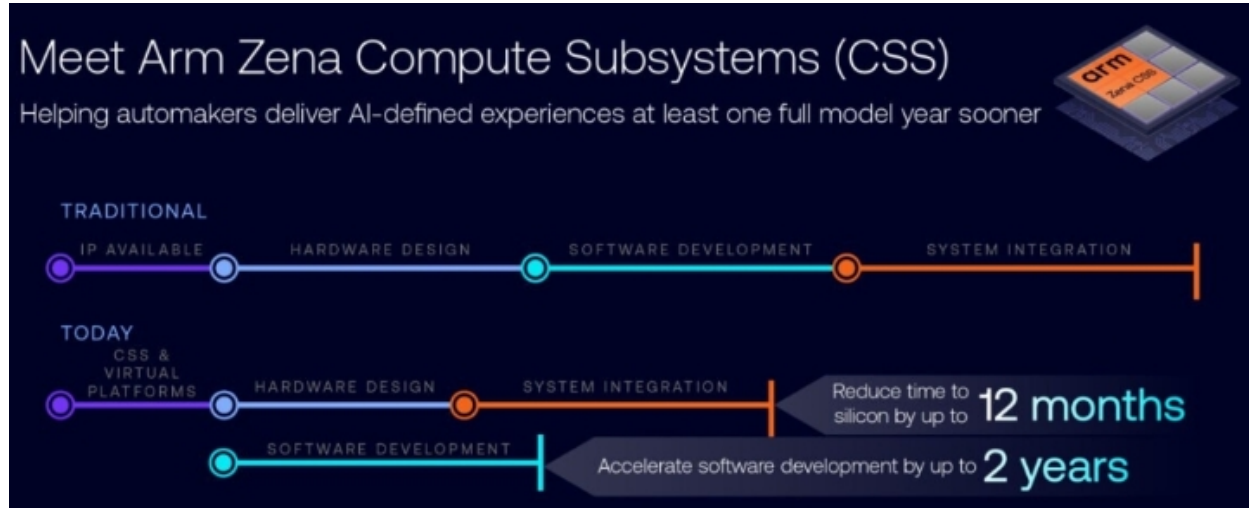 Meet Arm Zena Compute Subsystems (CSS)
Helping automakers deliver AI-defined experiences at least one full model year sooner
arm
Zena CSS
TRADITIONAL
IP AVAILABLE
HARDWARE DESIGN
SOFTWARE DEVELOPMENT
SYSTEM INTEGRATION
TODAY
CSS &
VIRTUAL
PLATFORMS
HARDWARE DESIGN
SYSTEM INTEGRATION
Reduce time to
silicon by up to
12 months
SOFTWARE DEVELOPMENT
Accelerate software development by up to 2 years